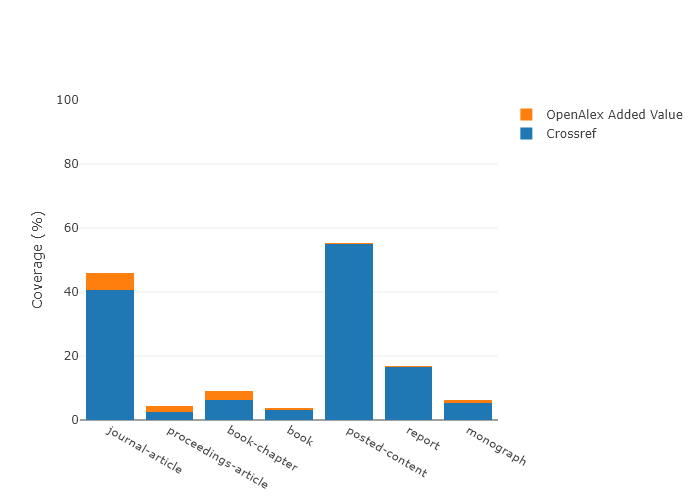 100
80
60
40
20
0
Coverage (%)
journal-article
proceedings-article
book-chapter
book
posted-content
report
monograph
OpenAlex Added Value
Crossref